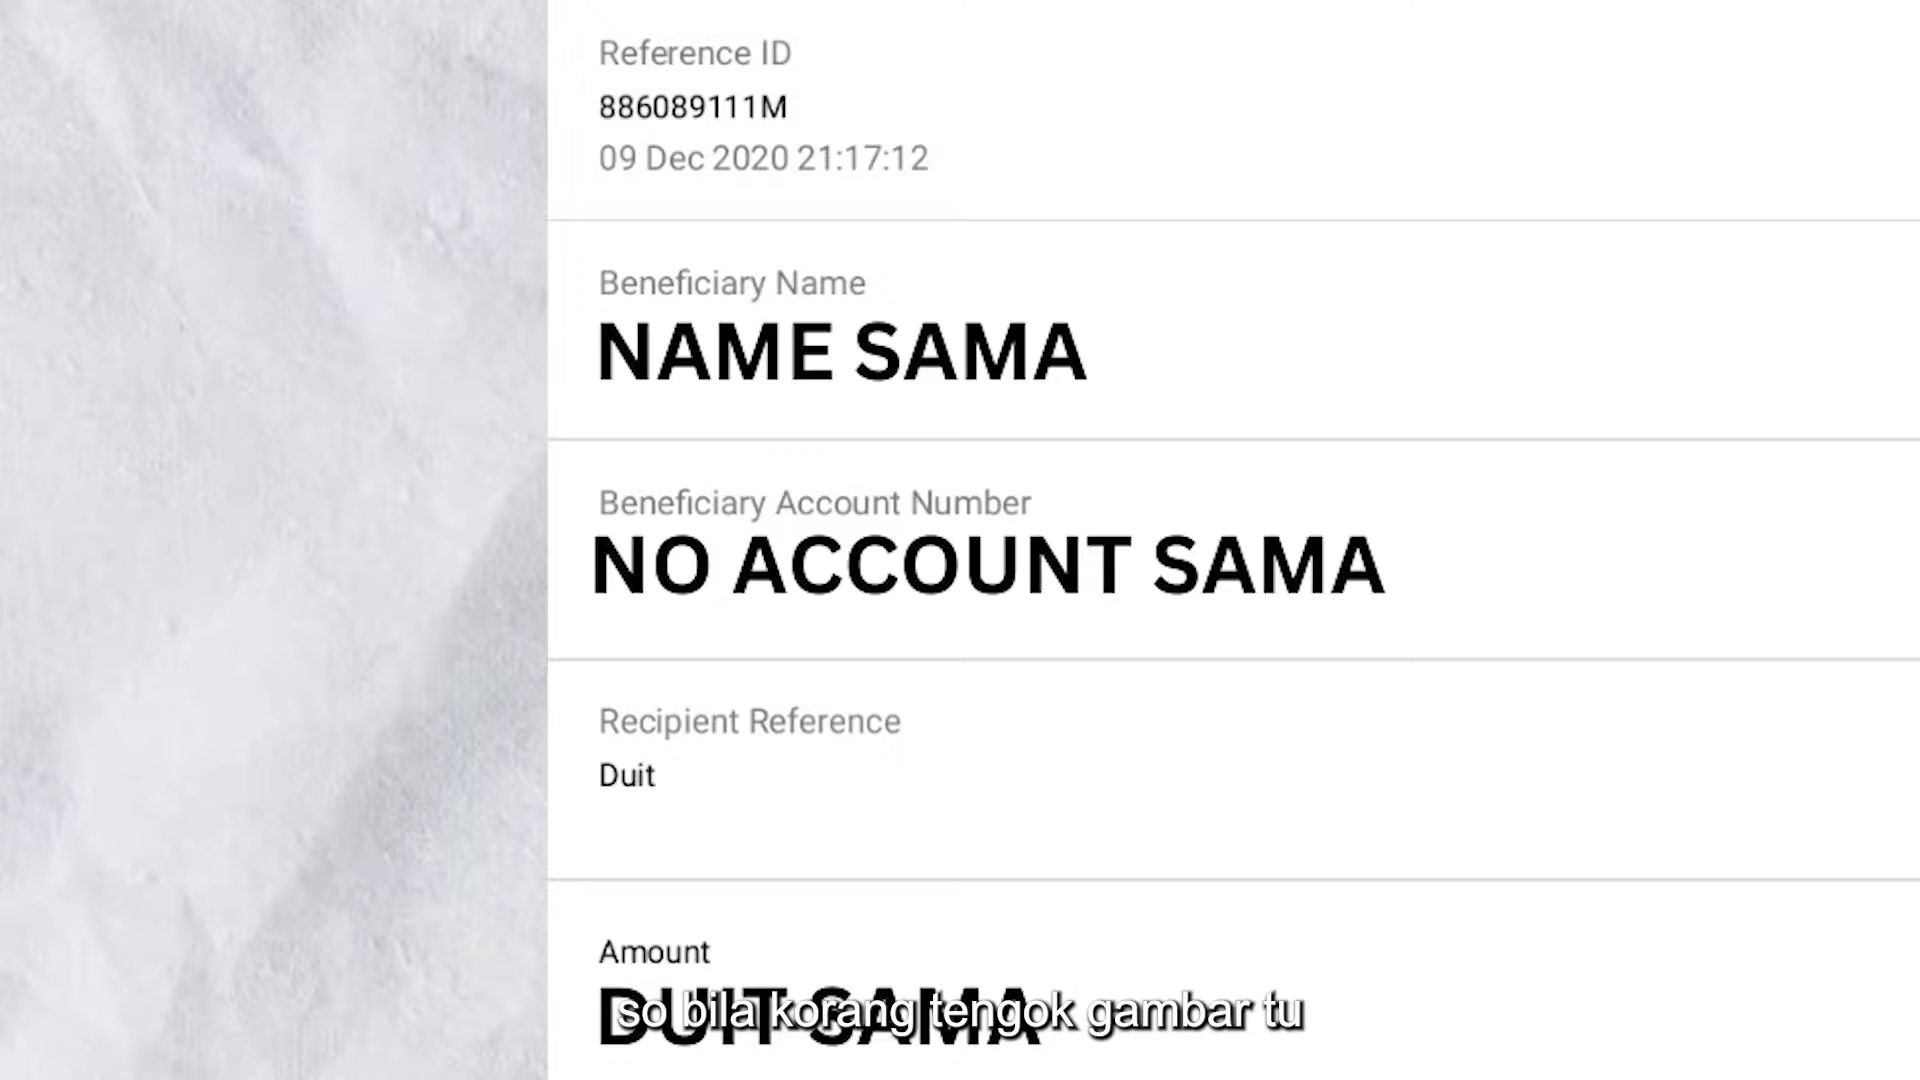 Reference ID
886089111M
09 Dec 2020 21:17:12
Beneficiary Name
NAME SAMA
Beneficiary Account Number
NO ACCOUNT SAMA
Recipient Reference
Duit
Amount
DUIT SAMA
so bila korang tengok gambar tu